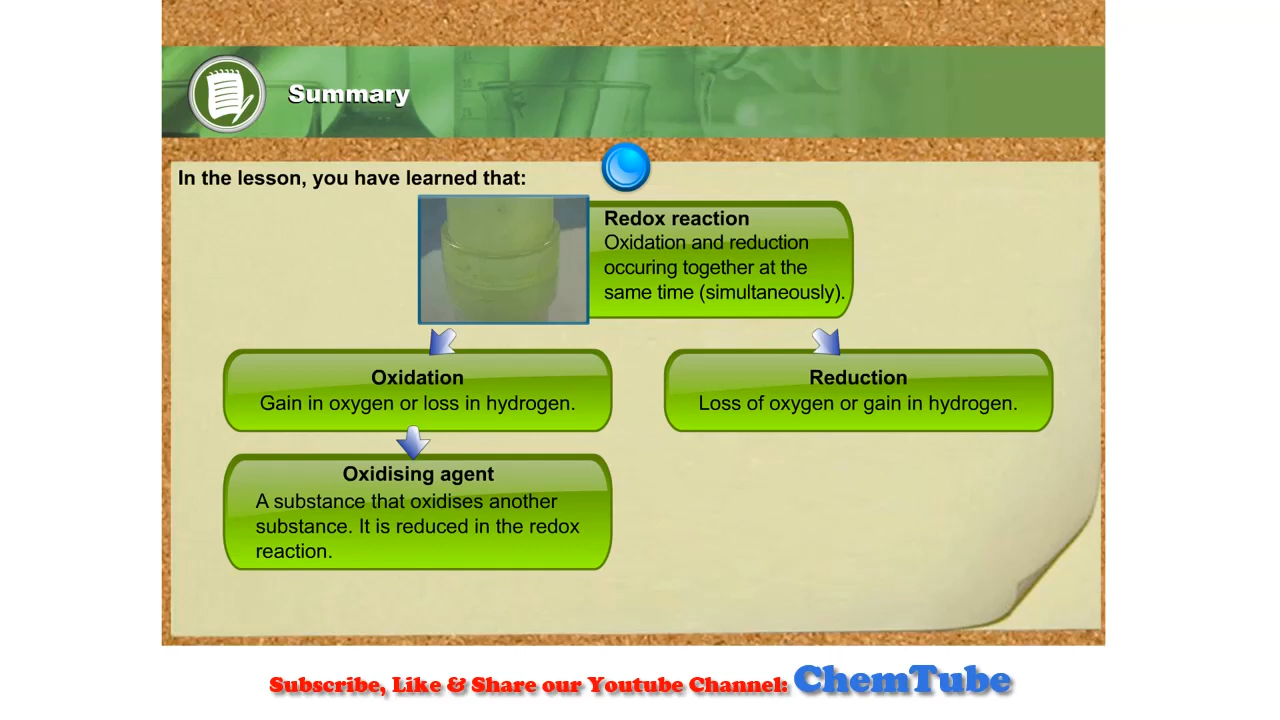 Summary
In the lesson, you have learned that:
Redox reaction
Oxidation and reduction
occuring together at the
same time (simultaneously).
Oxidation
Gain in oxygen or loss in hydrogen.
Reduction
Loss of oxygen or gain in hydrogen.
Oxidising agent
A substance that oxidises another
substance. It is reduced in the redox
reaction.
Subscribe, Like & Share our Youtube Channel: ChemTube